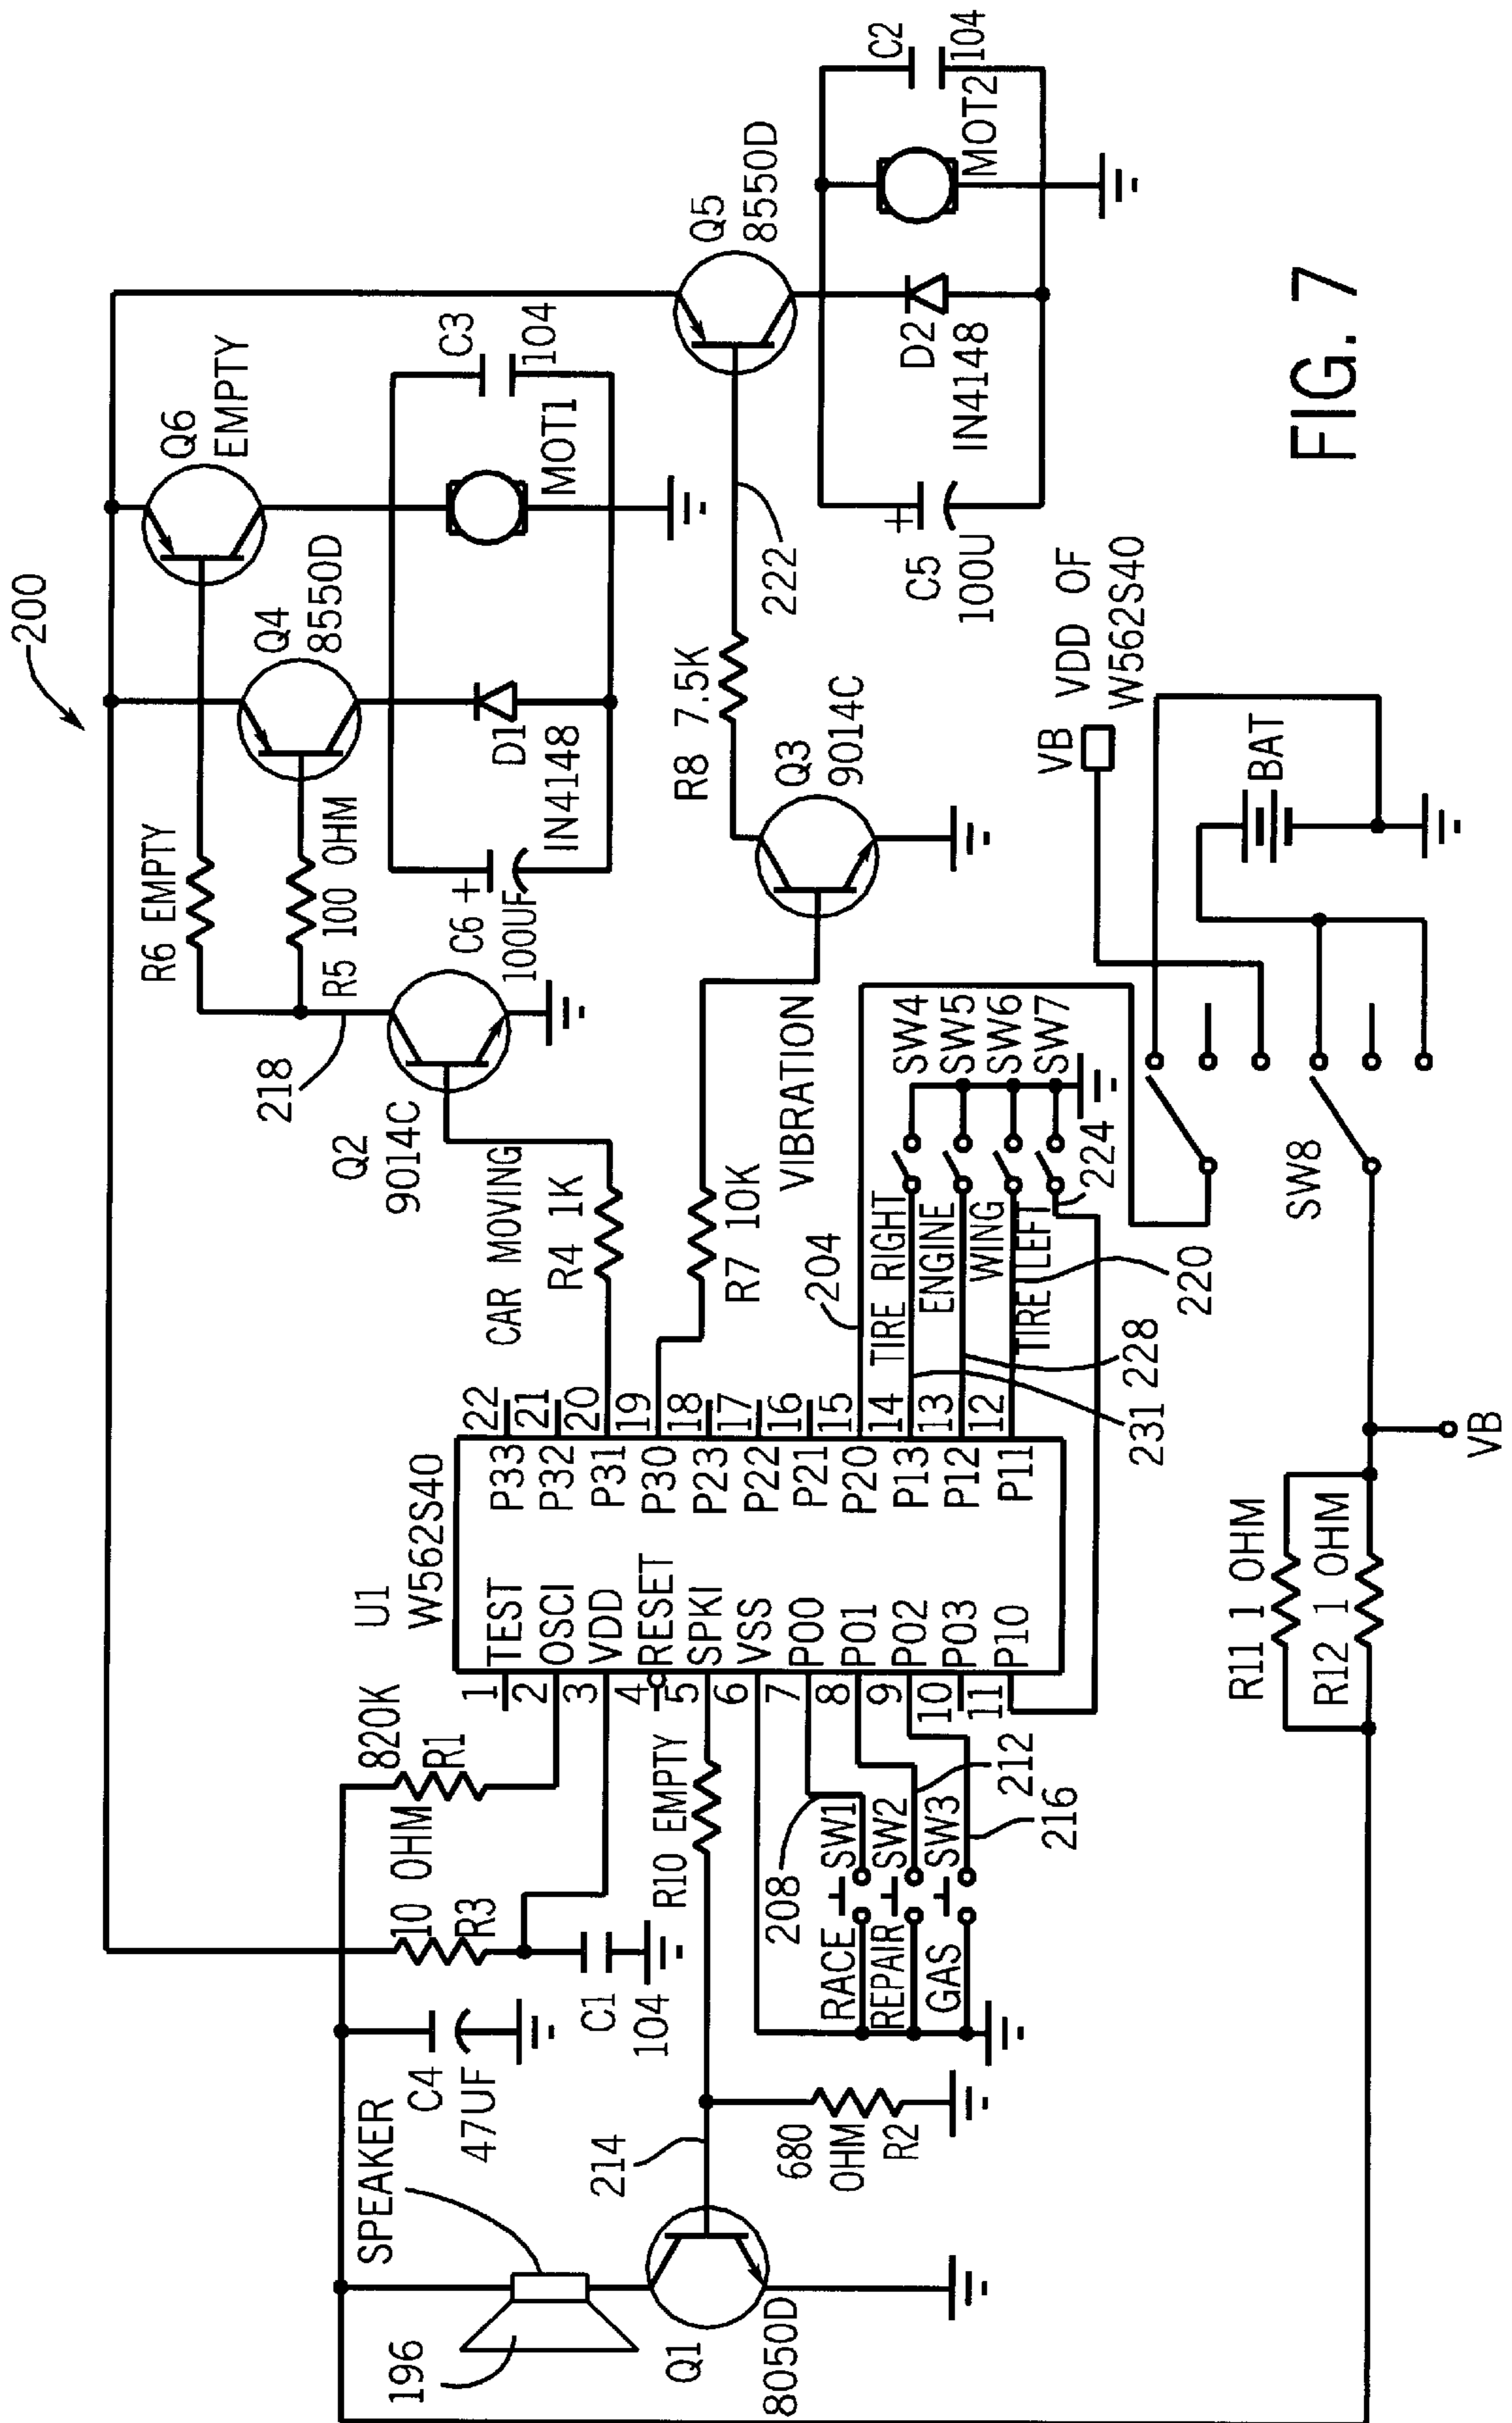 200
SPEAKER
196
Q1
8050D
C4
47UF
214
680
OHM
R2
10 OHM
R3
C1
104
820K
R1
R10 EMPTY
U1
W562S40
1 TEST
2 OSCI
3 VDD
4 RESET
5 SPKI
6 VSS
7 P00
8 P01
9 P02
10 P03
11 P10
P33 22
P32 21
P31 20
P30 19
P23 18
P22 17
P21 16
P20 15
P13 14
P12 13
P11 12
RACE
REPAIR
GAS
SW1
SW2
SW3
208
212
216
CAR MOVING
R4 1K
Q2
9014C
218
R6 EMPTY
R5 100 OHM
Q4
8550D
Q6
EMPTY
C6 +
100UF
D1
IN4148
MOT1
C3
104
R7 10K
VIBRATION
Q3
9014C
R8 7.5K
222
Q5
8550D
C5 +
100U
D2
IN4148
MOT2
C2
104
204
TIRE RIGHT
ENGINE
WING
TIRE LEFT
SW4
SW5
SW6
SW7
224
220
228
231
VB
VDD OF
W562S40
BAT
SW8
R11 1 OHM
R12 1 OHM
VB
FIG. 7